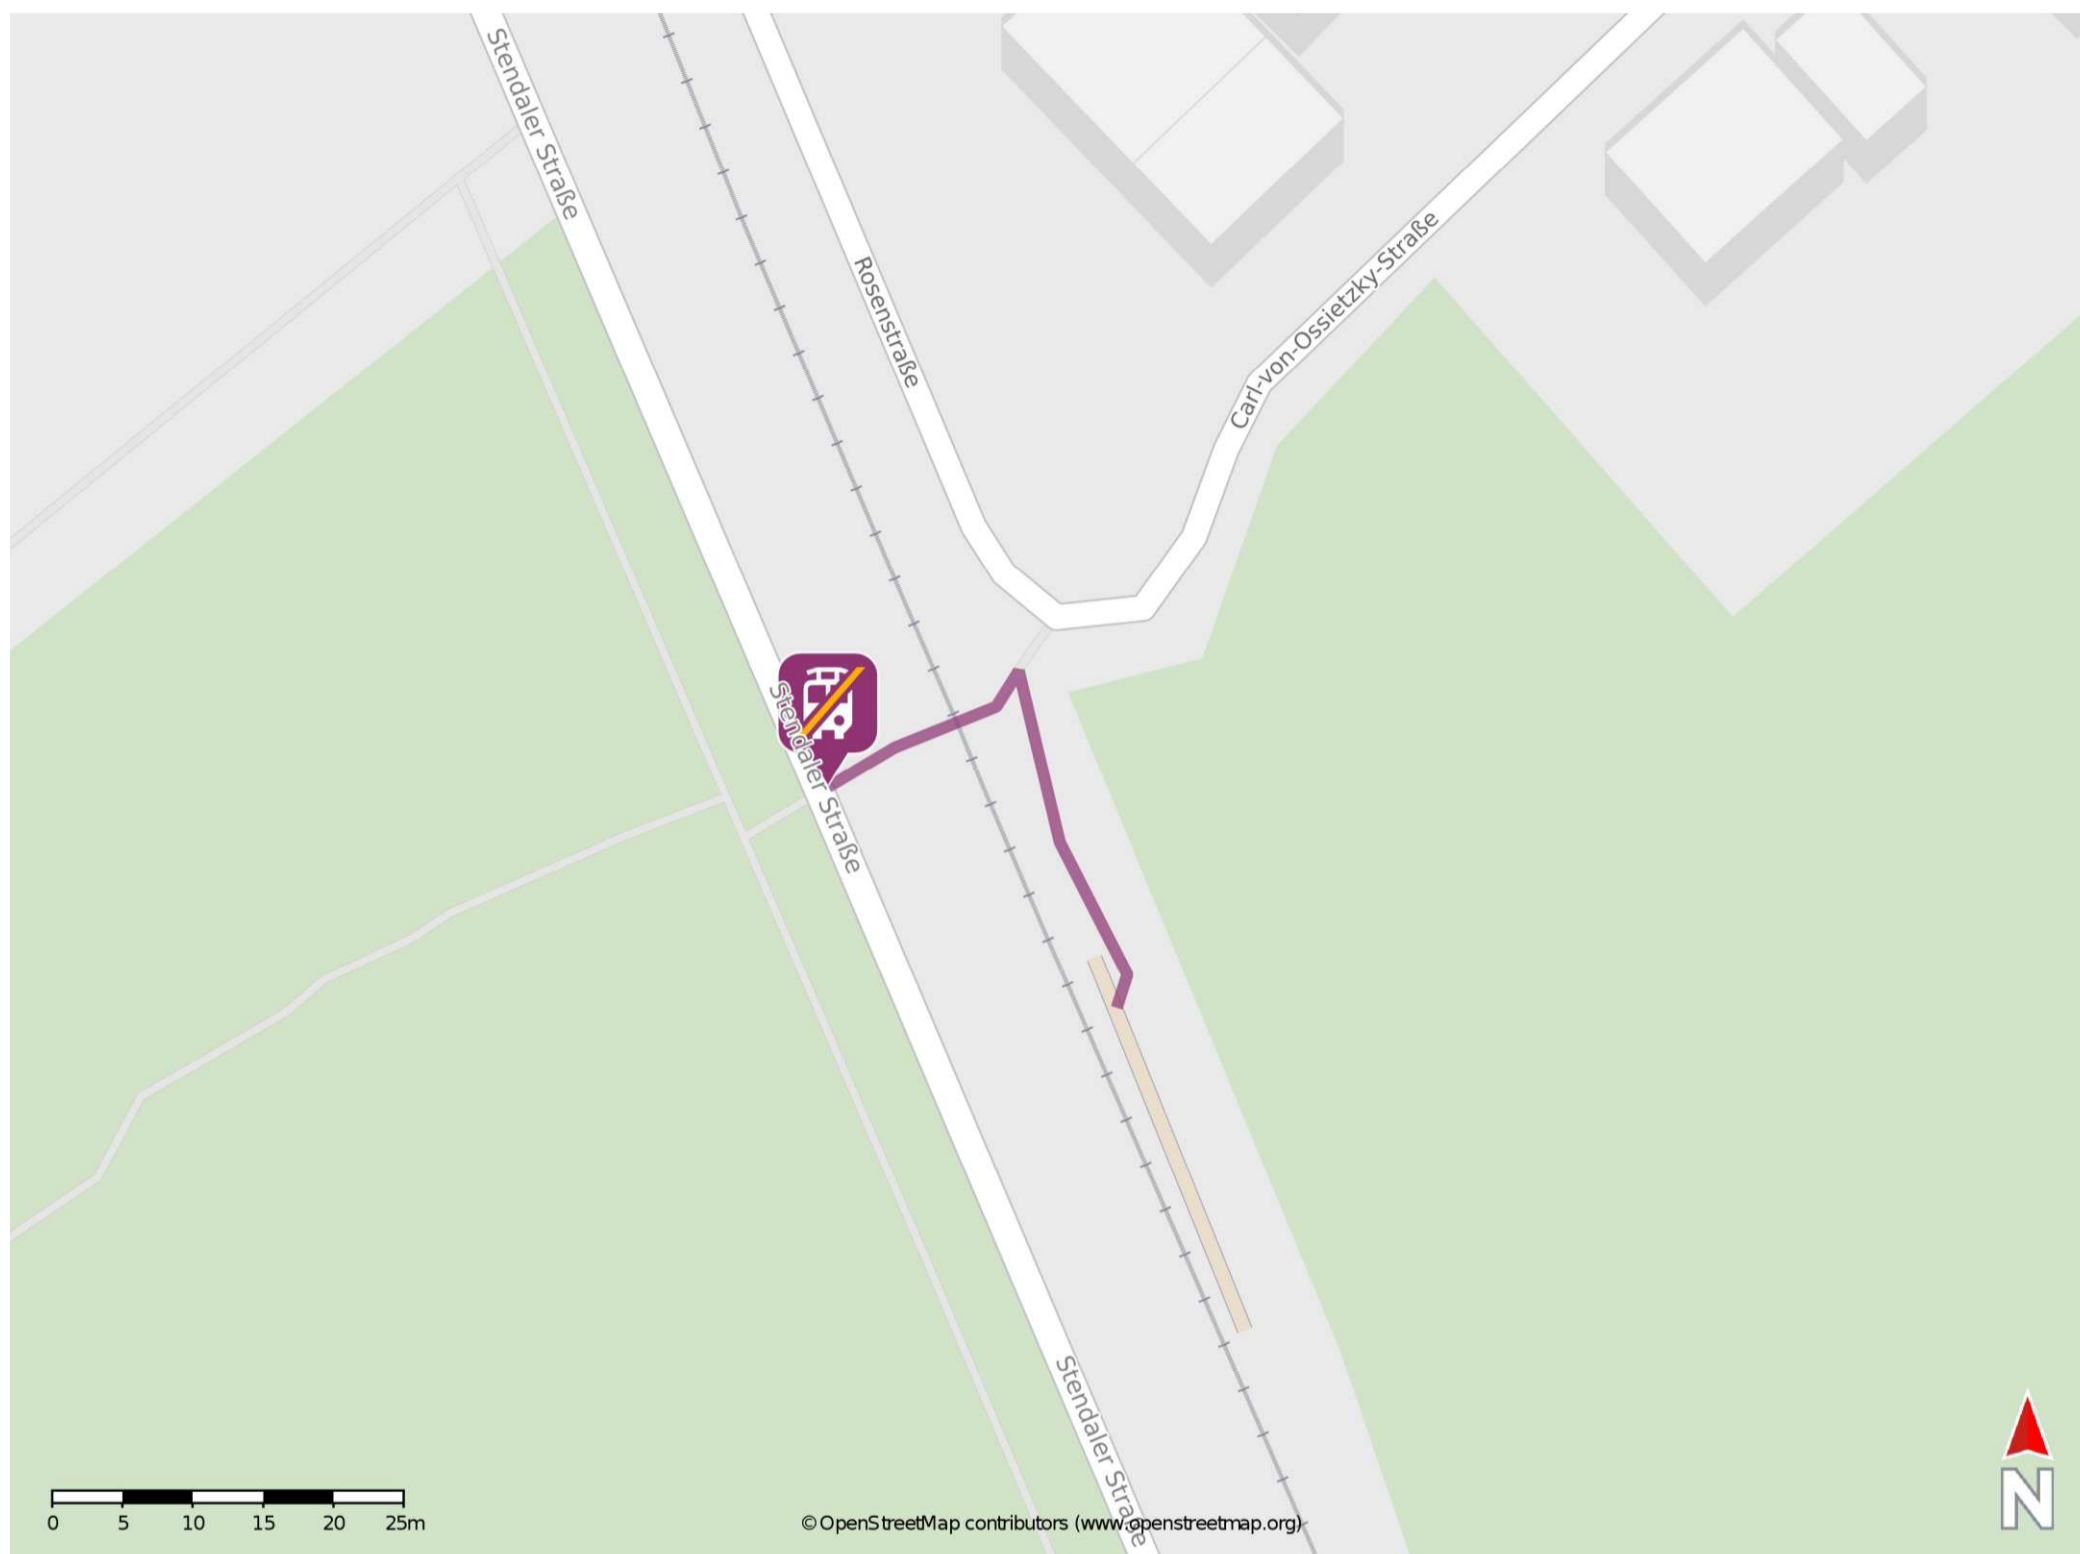 Stendaler Straße
Rosenstraße
Carl-von-Ossietzky-Straße
Stendaler Straße
Stendaler Straße
0 5 10 15 20 25m
© OpenStreetMap contributors (www.openstreetmap.org)
N